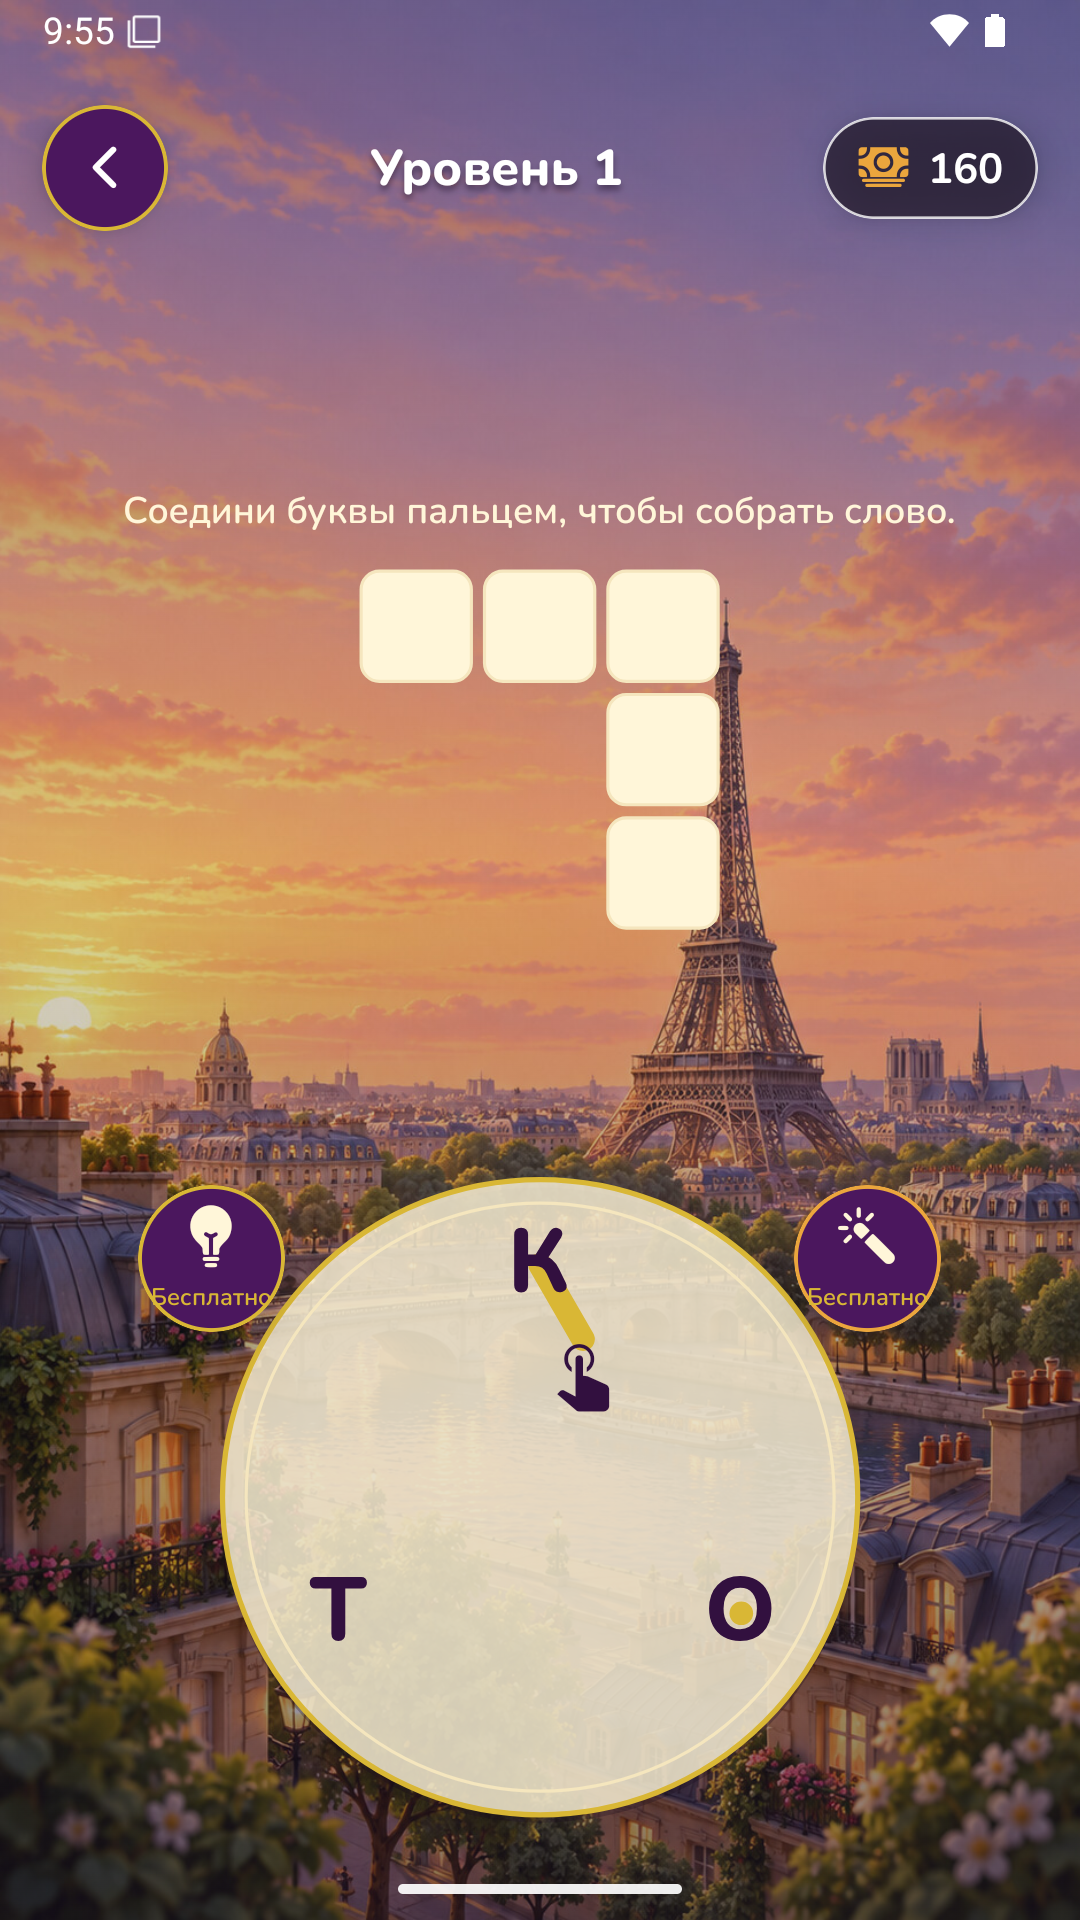 9:55
Уровень 1
160
Соедини буквы пальцем, чтобы собрать слово.
Бесплатно
Бесплатно
К
Т
О